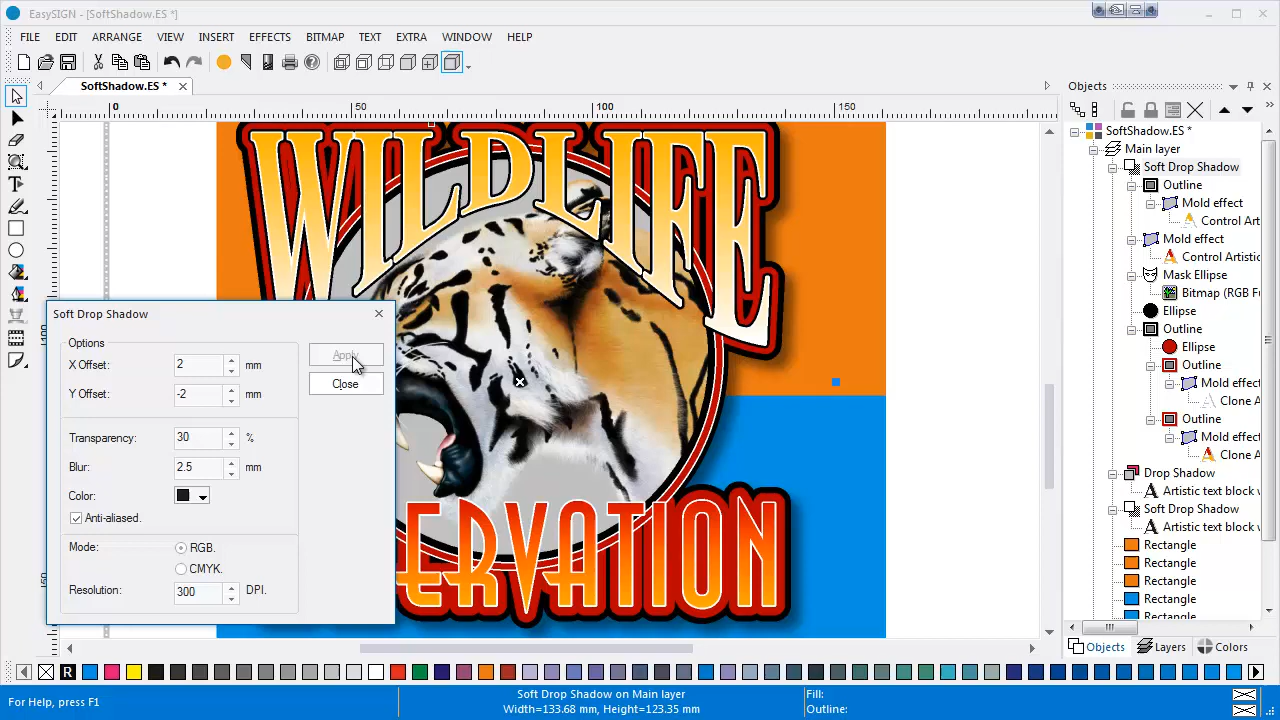 EasySIGN - [SoftShadow.ES *]
FILE EDIT ARRANGE VIEW INSERT EFFECTS BITMAP TEXT EXTRA WINDOW HELP
SoftShadow.ES *
Objects
0 50 100 150
SoftShadow.ES *
Main layer
Soft Drop Shadow
Outline
Mold effect
Control Arti
Mold effect
Control Artistic
Mask Ellipse
Bitmap (RGB F
Ellipse
Outline
Ellipse
Outline
Mold effec
Clone A
Outline
Mold effec
Clone A
Drop Shadow
Artistic text block
Soft Drop Shadow
Artistic text block
Rectangle
Rectangle
Rectangle
Rectangle
Rectangle
WILDLIFE
ERVATION
100
Soft Drop Shadow
Options
X Offset: 2 mm
Y Offset: -2 mm
Transparency: 30 %
Blur: 2.5 mm
Color:
Anti-aliased.
Mode: RGB.
CMYK.
Resolution: 300 DPI.
Apply
Close
Objects Layers Colors
R
For Help, press F1
Soft Drop Shadow on Main layer
Width=133.68 mm, Height=123.35 mm
Fill:
Outline: